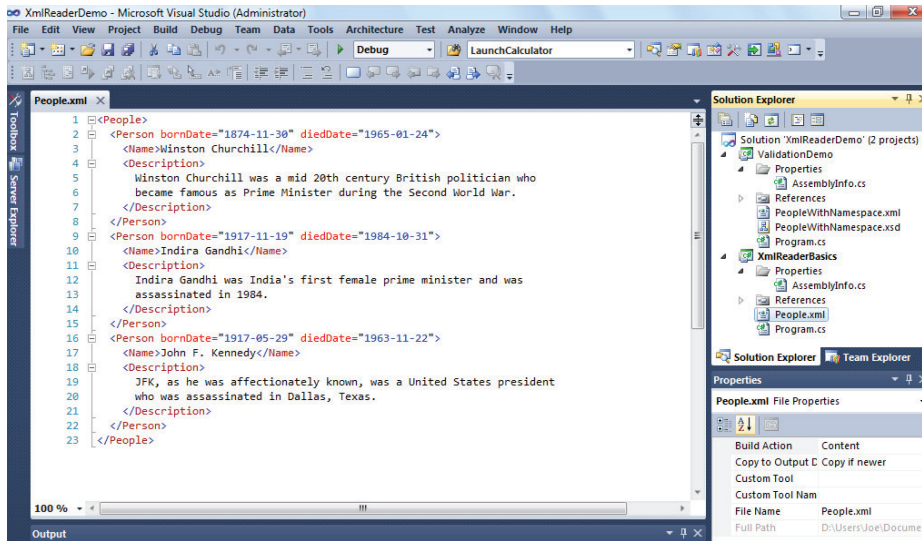 XmlReaderDemo - Microsoft Visual Studio (Administrator)
File Edit View Project Build Debug Team Data Tools Architecture Test Analyze Window Help
Debug LaunchCalculator
Toolbox
Server Explorer
People.xml
1 <People>
2 <Person bornDate="1874-11-30" diedDate="1965-01-24">
3 <Name>Winston Churchill</Name>
4 <Description>
5 Winston Churchill was a mid 20th century British politician who
6 became famous as Prime Minister during the Second World War.
7 </Description>
8 </Person>
9 <Person bornDate="1917-11-19" diedDate="1984-10-31">
10 <Name>Indira Gandhi</Name>
11 <Description>
12 Indira Gandhi was India's first female prime minister and was
13 assassinated in 1984.
14 </Description>
15 </Person>
16 <Person bornDate="1917-05-29" diedDate="1963-11-22">
17 <Name>John F. Kennedy</Name>
18 <Description>
19 JFK, as he was affectionately known, was a United States president
20 who was assassinated in Dallas, Texas.
21 </Description>
22 </Person>
23 </People>
100 %
Output
Solution Explorer
Solution 'XmlReaderDemo' (2 projects)
ValidationDemo
Properties
AssemblyInfo.cs
References
PeopleWithNamespace.xml
PeopleWithNamespace.xsd
Program.cs
XmlReaderBasics
Properties
AssemblyInfo.cs
References
People.xml
Program.cs
Solution Explorer Team Explorer
Properties
People.xml File Properties
Build Action Content
Copy to Output D Copy if newer
Custom Tool
Custom Tool Nam
File Name People.xml
Full Path D:\Users\Joe\Docume